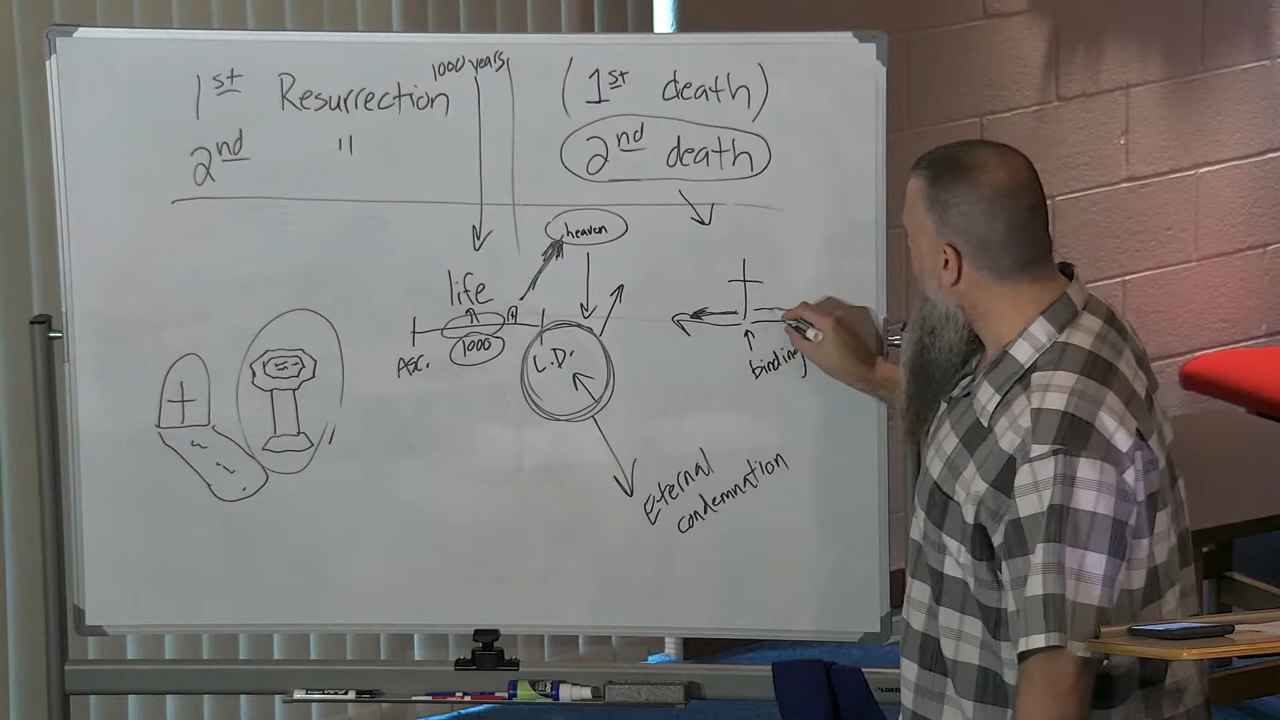 1000 years
1st Resurrection
2nd "
(1st death)
2nd death
heaven
life
1000
Asc.
L.D.
binding
Eternal
condemnation